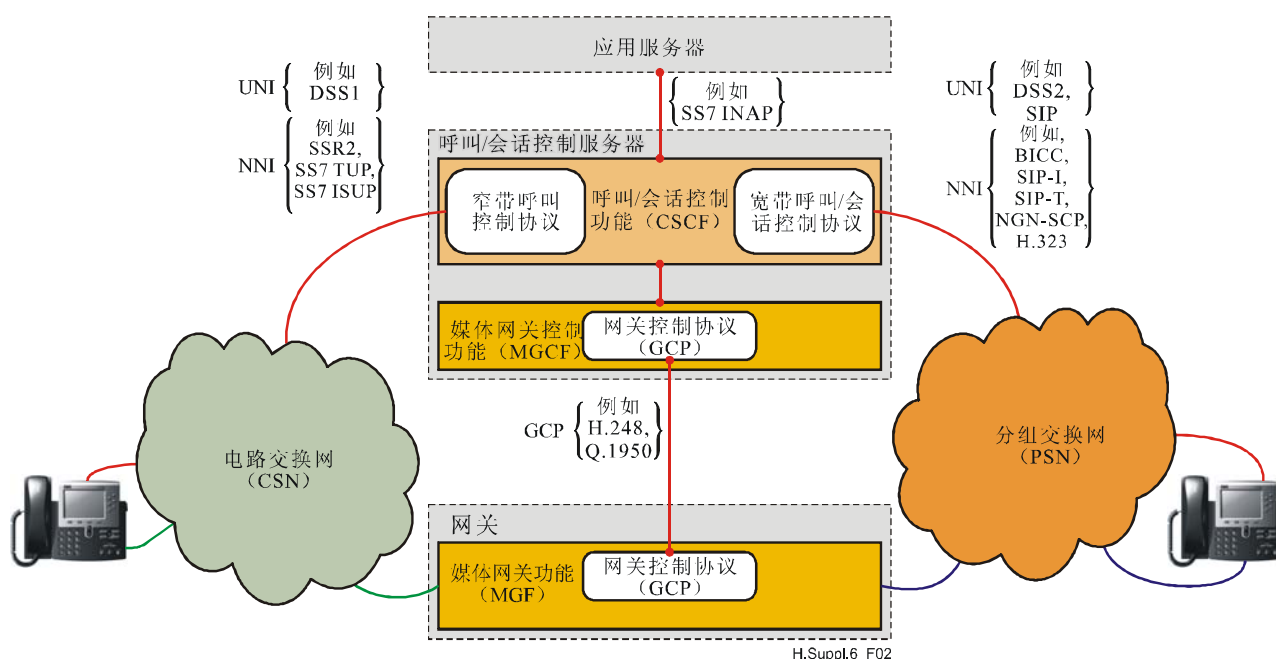 应用服务器
UNI
例如
DSS1
NNI
例如
SSR2,
SS7 TUP,
SS7 ISUP
例如
SS7 INAP
UNI
例如
DSS2,
SIP
NNI
例如,
BICC,
SIP-I,
SIP-T,
NGN-SCP,
H.323
呼叫/会话控制服务器
窄带呼叫
控制协议
呼叫/会话控制
功能（CSCF）
宽带呼叫/会
话控制协议
媒体网关控制
功能（MGCF）
网关控制协议
（GCP）
GCP
例如
H.248,
Q.1950
电路交换网
（CSN）
分组交换网
（PSN）
网关
媒体网关功能
（MGF）
网关控制协议
（GCP）
H.Suppl.6_F02